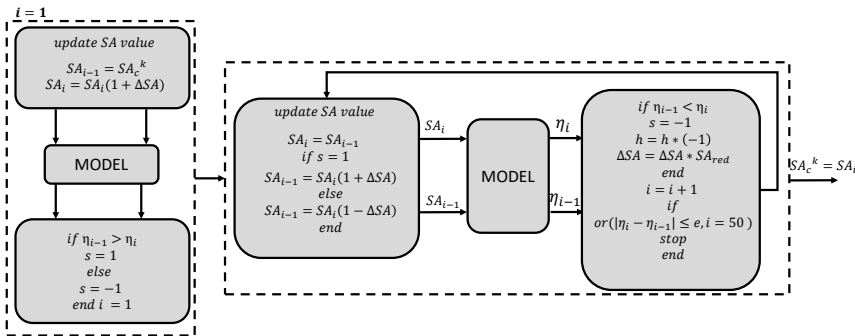 i = 1
update SA value
SA_{i−1} = SA_c^k
SA_i = SA_i(1 + ΔSA)
MODEL
if η_{i−1} > η_i
s = 1
else
s = −1
end i = 1
update SA value
SA_i = SA_{i−1}
if s = 1
SA_{i−1} = SA_i(1 + ΔSA)
else
SA_{i−1} = SA_i(1 − ΔSA)
end
SA_i
SA_{i−1}
MODEL
η_i
η_{i−1}
if η_{i−1} < η_i
s = −1
h = h ∗ (−1)
ΔSA = ΔSA ∗ SA_{red}
end
i = i + 1
if
or(|η_i − η_{i−1}| ≤ e, i = 50 )
stop
end
SA_c^k = SA_i